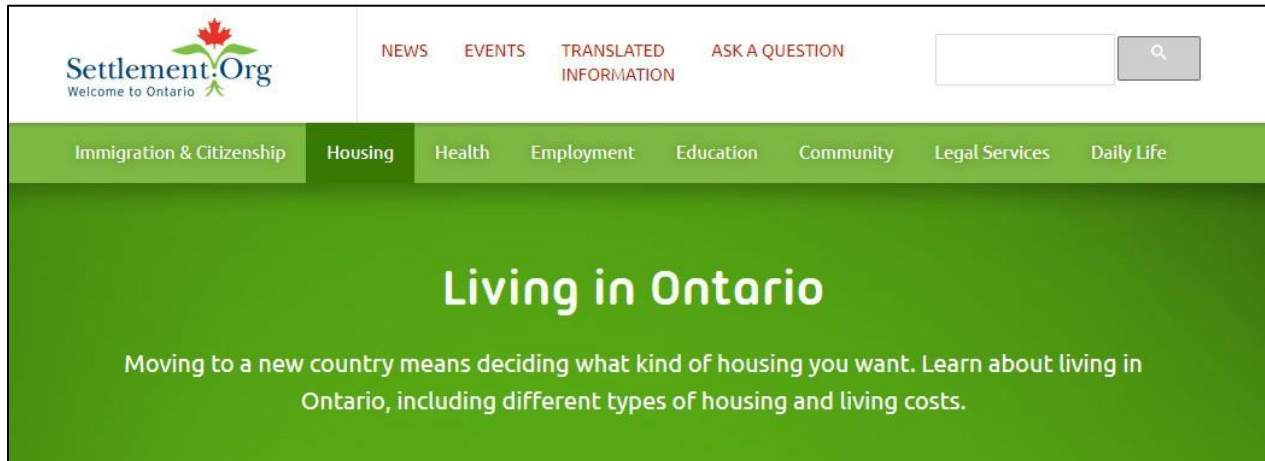 Settlement.Org
Welcome to Ontario
NEWS EVENTS TRANSLATED ASK A QUESTION
INFORMATION
Immigration & Citizenship Housing Health Employment Education Community Legal Services Daily Life
Living in Ontario
Moving to a new country means deciding what kind of housing you want. Learn about living in
Ontario, including different types of housing and living costs.